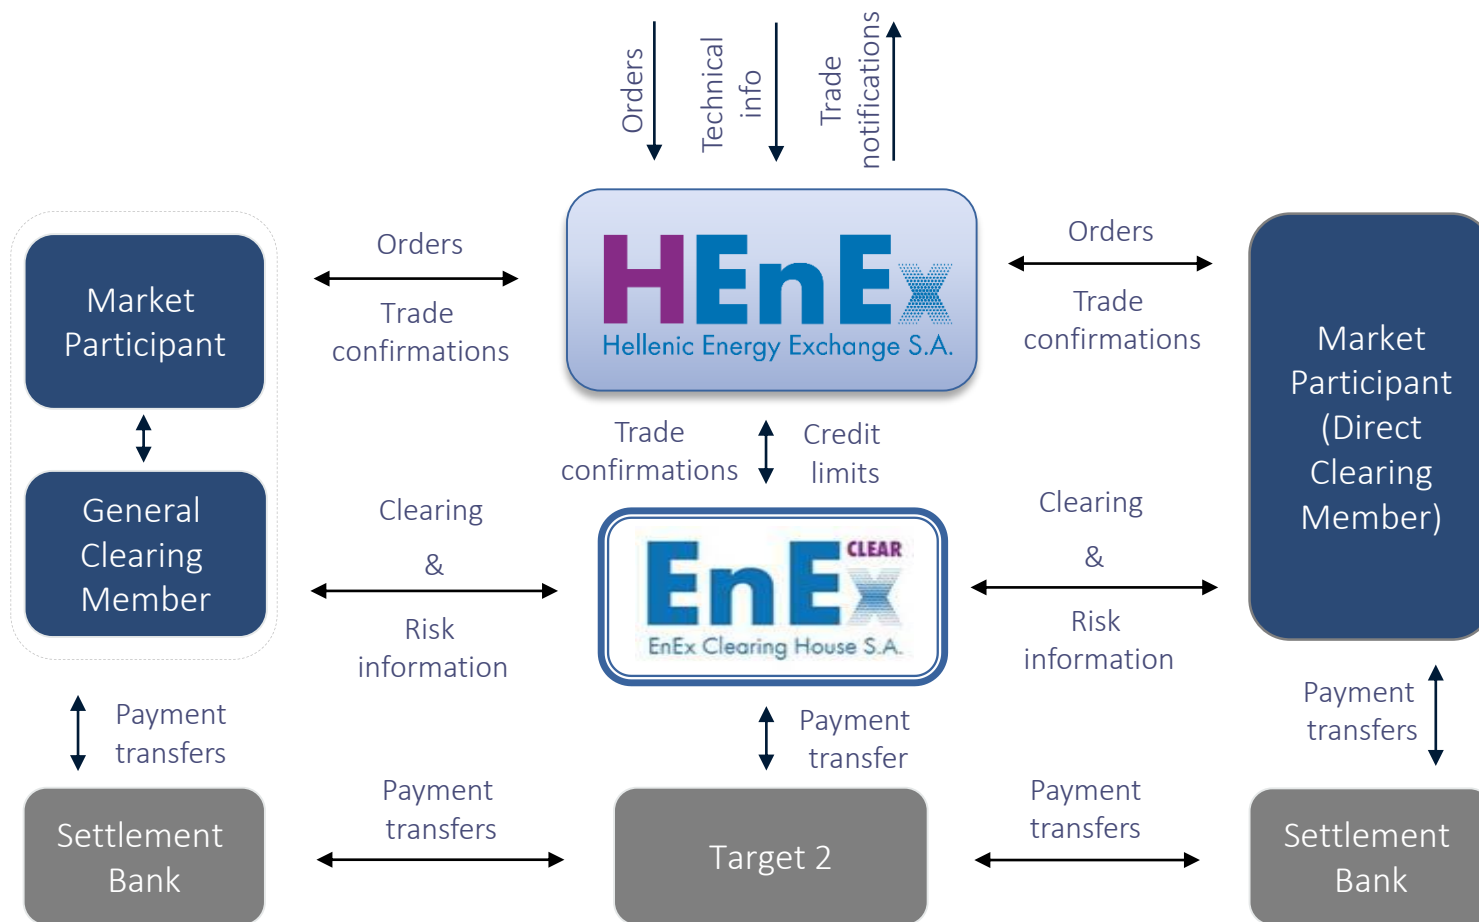 Orders
Technical
info
Trade
notifications
Market
Participant
Orders
Trade
confirmations
HEnEx
Hellenic Energy Exchange S.A.
Orders
Trade
confirmations
Market
Participant
(Direct
Clearing
Member)
Trade
confirmations
Credit
limits
General
Clearing
Member
Clearing
&
Risk
information
EnEx
CLEAR
EnEx Clearing House S.A.
Clearing
&
Risk
information
Payment
transfers
Payment
transfer
Payment
transfers
Settlement
Bank
Payment
transfers
Target 2
Payment
transfers
Settlement
Bank